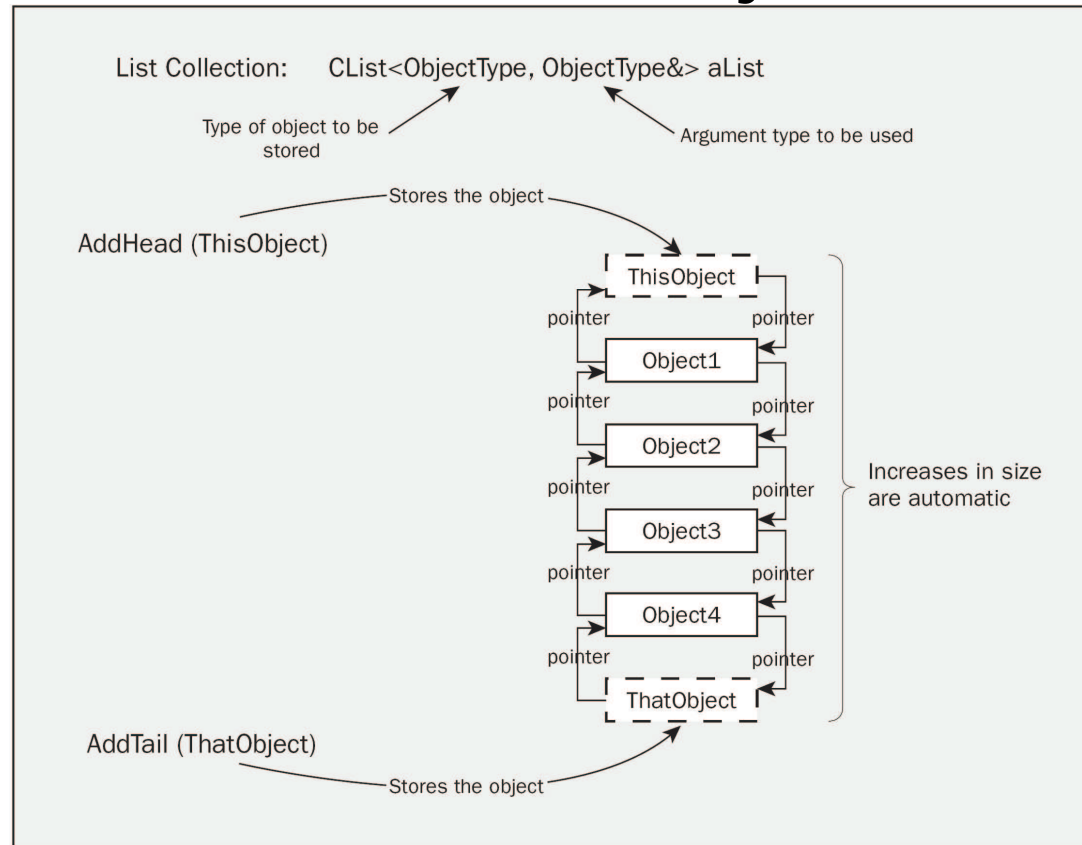 List Collection: CList<ObjectType, ObjectType&> aList
Type of object to be
stored
Argument type to be used
Stores the object
AddHead (ThisObject)
ThisObject
pointer
pointer
Object1
pointer
pointer
Object2
pointer
pointer
Object3
pointer
pointer
Object4
pointer
pointer
ThatObject
Increases in size
are automatic
AddTail (ThatObject)
Stores the object